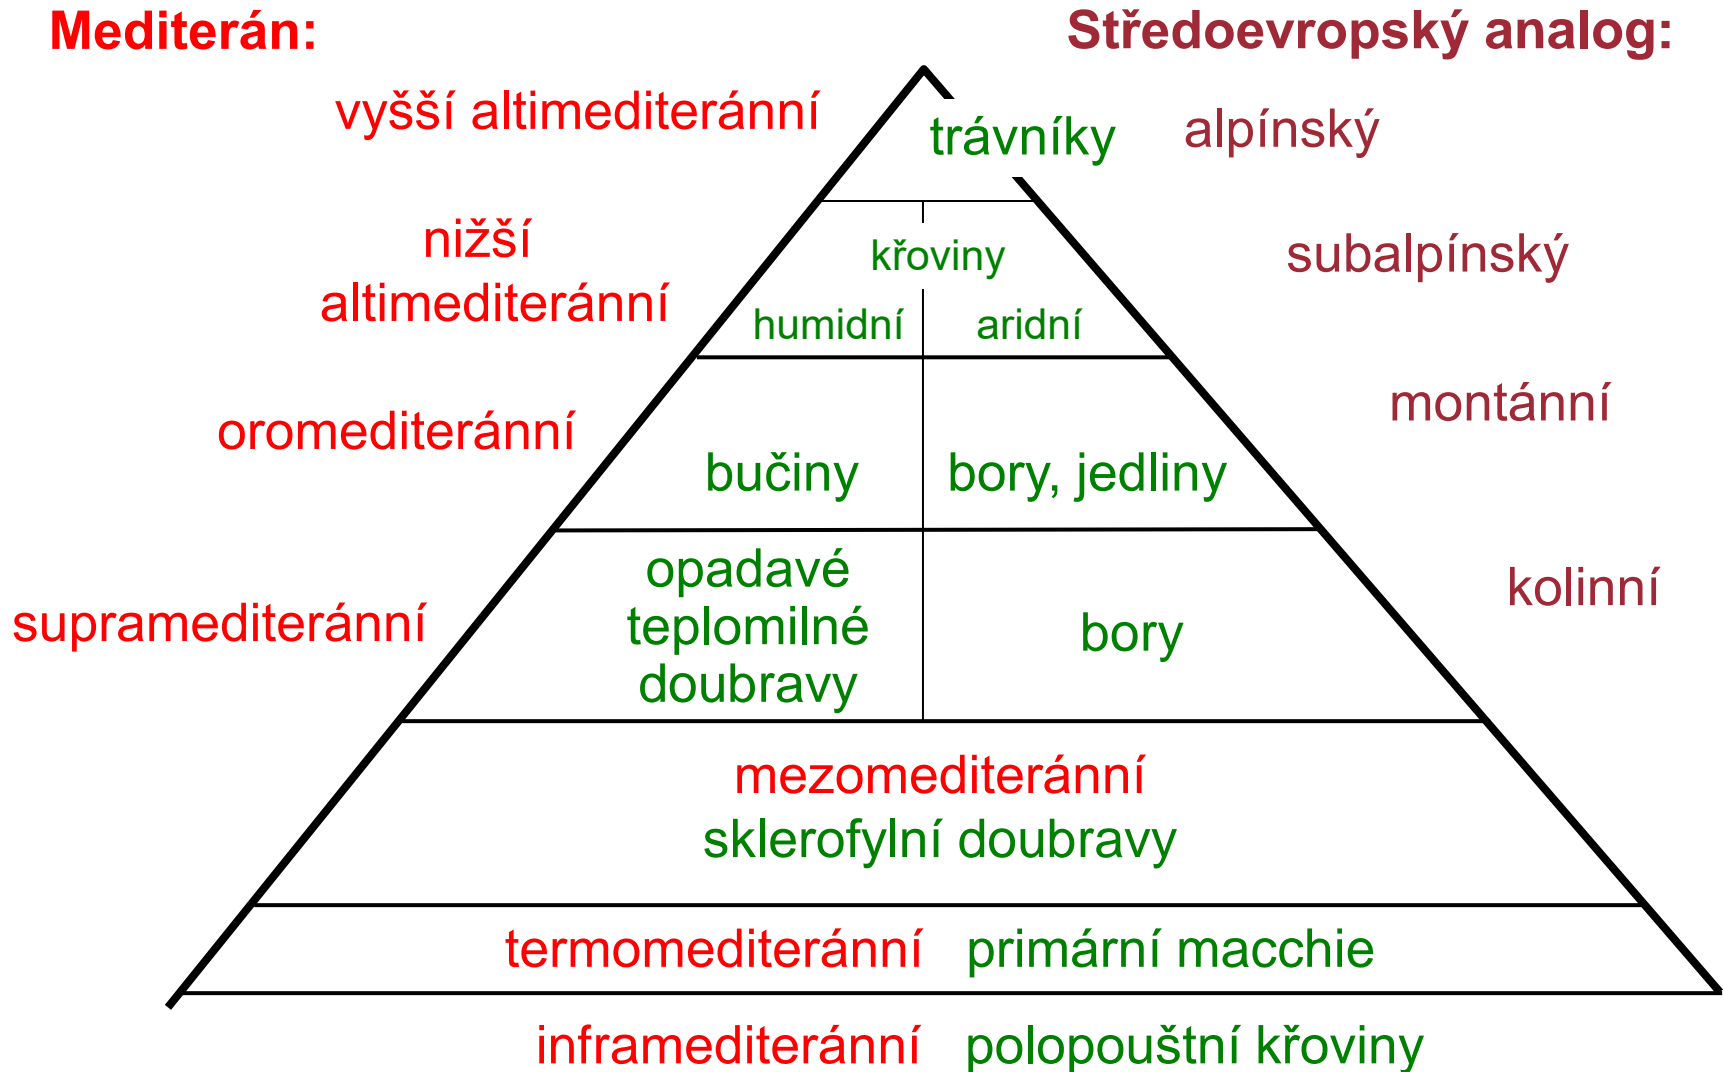 Mediterán:
Středoevropský analog:
vyšší altimediteránní
trávníky
alpínský
nižší
altimediteránní
křoviny
humidní
aridní
subalpínský
oromediteránní
bučiny
bory, jedliny
montánní
supramediteránní
opadavé
teplomilné
doubravy
bory
kolinní
mezomediteránní
sklerofylní doubravy
termomediteránní primární macchie
inframediteránní polopouštní křoviny